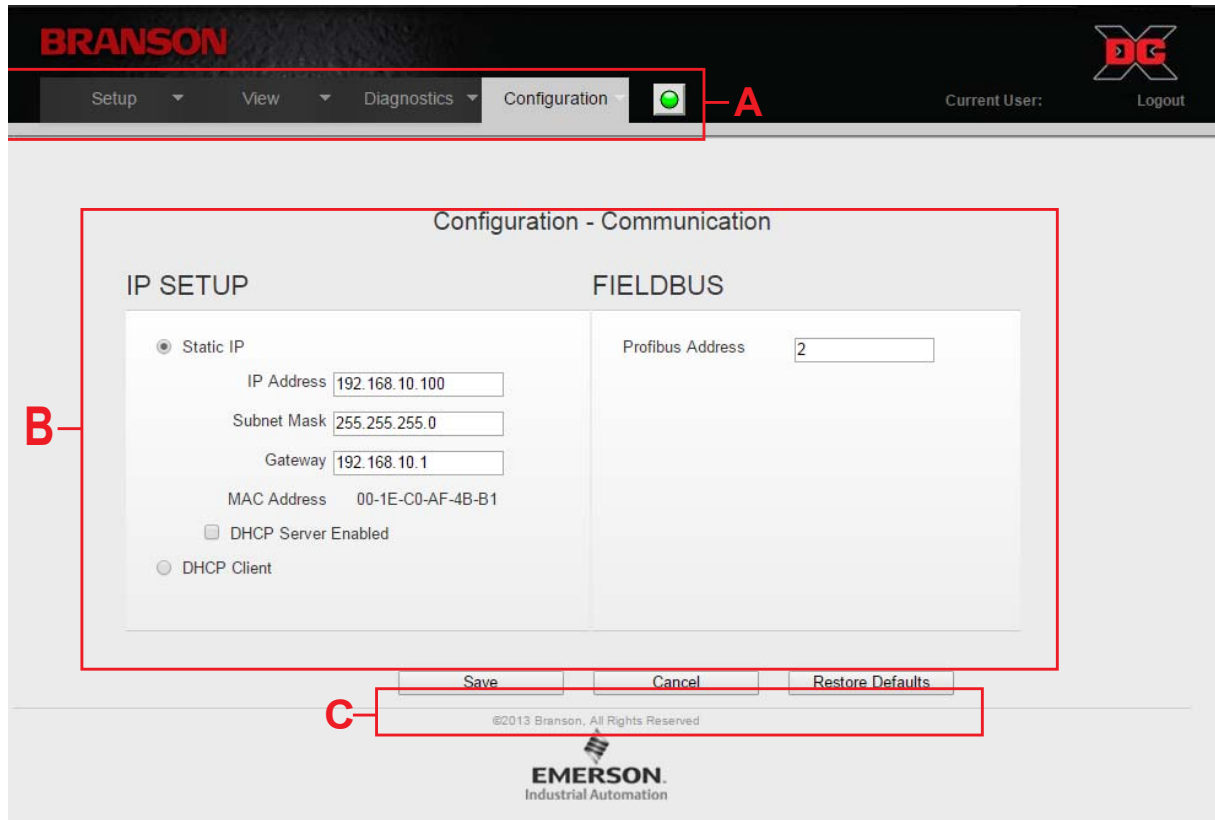 BRANSON
DC
Setup View Diagnostics Configuration
A
Current User: Logout
Configuration - Communication
IP SETUP
FIELDBUS
Static IP
Profibus Address 2
IP Address 192.168.10.100
Subnet Mask 255.255.255.0
B
Gateway 192.168.10.1
MAC Address 00-1E-C0-AF-4B-B1
DHCP Server Enabled
DHCP Client
Save Cancel Restore Defaults
C
©2013 Branson, All Rights Reserved
EMERSON.
Industrial Automation